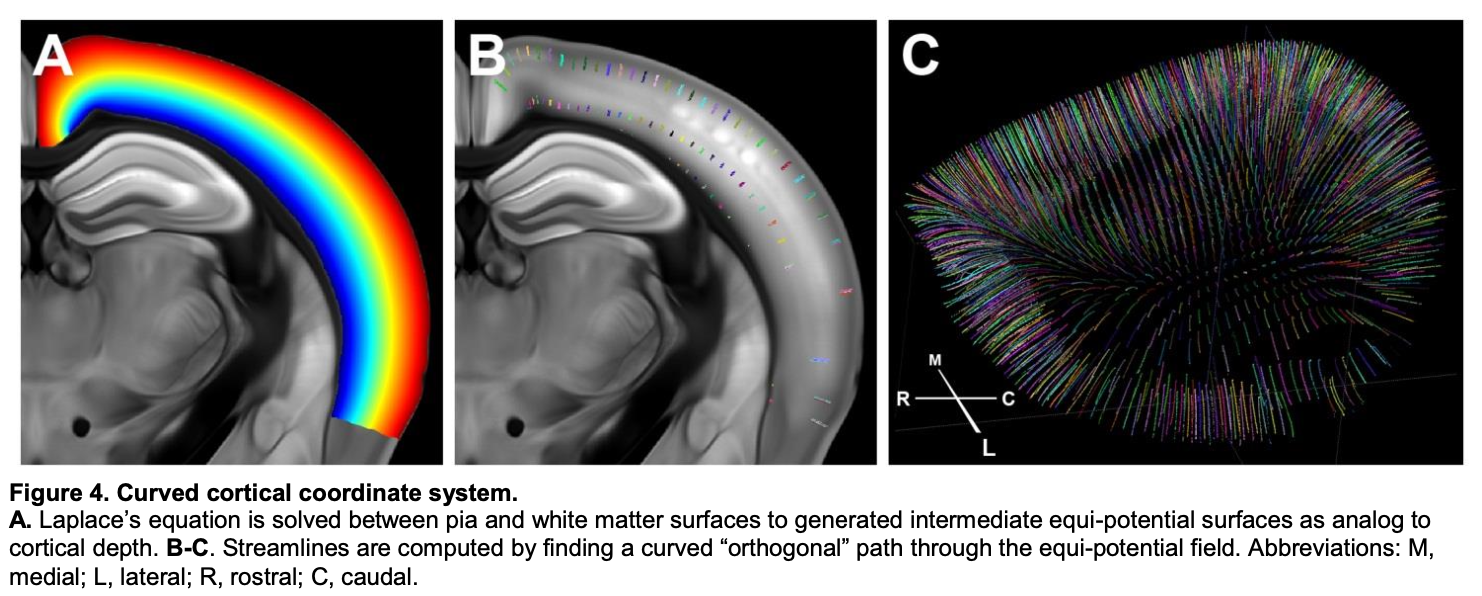 A
B
C
M
R
C
L
Figure 4. Curved cortical coordinate system.
A. Laplace's equation is solved between pia and white matter surfaces to generated intermediate equi-potential surfaces as analog to
cortical depth. B-C. Streamlines are computed by finding a curved “orthogonal” path through the equi-potential field. Abbreviations: M,
medial; L, lateral; R, rostral; C, caudal.